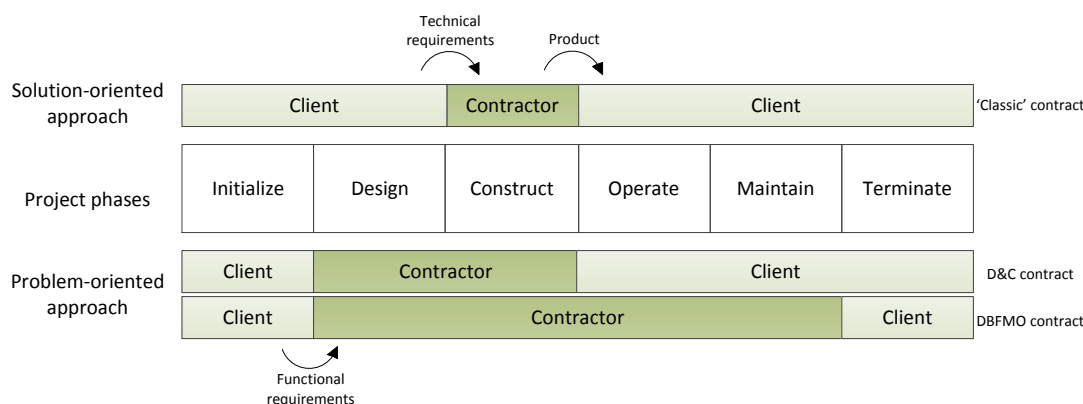 Technical
requirements
Product
Solution-oriented
approach
Client
Contractor
Client
'Classic' contract
Project phases
Initialize
Design
Construct
Operate
Maintain
Terminate
Problem-oriented
approach
Client
Contractor
Client
D&C contract
Client
Contractor
Client
DBFMO contract
Functional
requirements